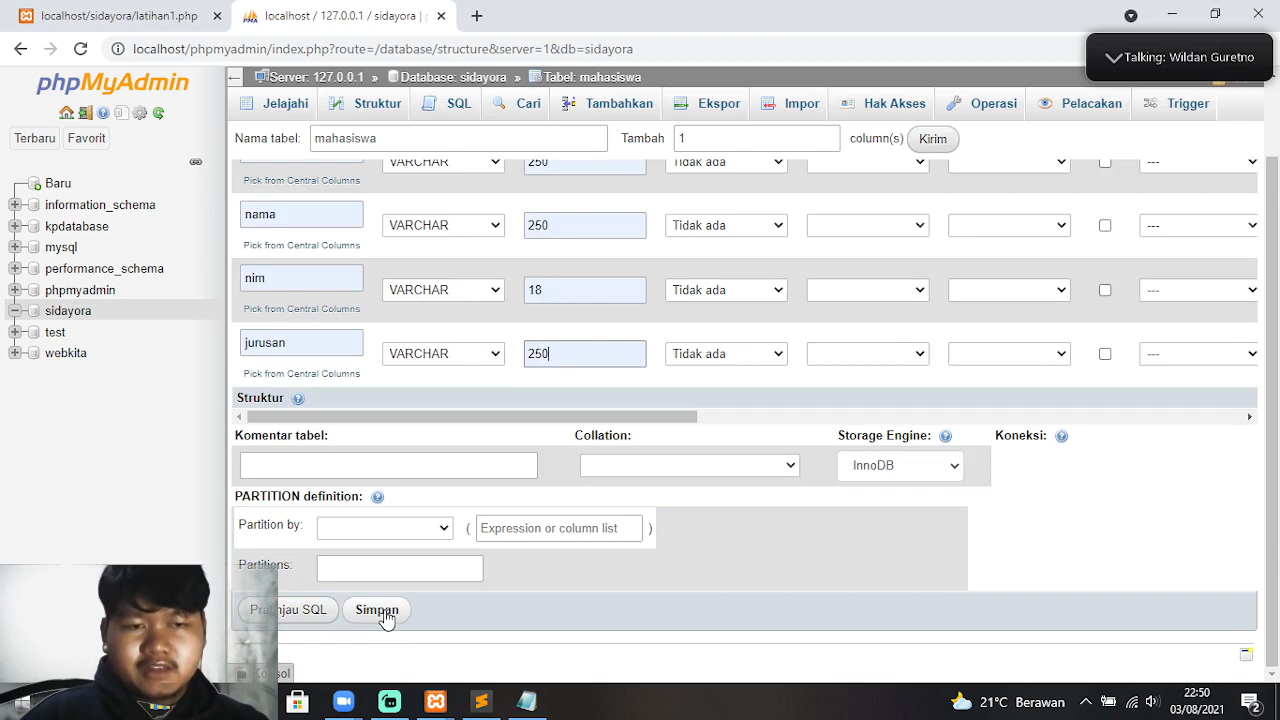 localhost/sidayora/latihan1.php
localhost / 127.0.0.1 / sidayora |
localhost/phpmyadmin/index.php?route=/database/structure&server=1&db=sidayora
Talking: Wildan Guretno
phpMyAdmin
Server: 127.0.0.1 » Database: sidayora » Tabel: mahasiswa
Jelajahi Struktur SQL Cari Tambahkan Ekspor Impor Hak Akses Operasi Pelacakan Trigger
Terbaru Favorit
Nama tabel: mahasiswa Tambah 1 column(s) Kirim
Baru
information_schema
kpdatabase
mysql
performance_schema
phpmyadmin
sidayora
test
webkita
VARCHAR 250 Tidak ada ---
Pick from Central Columns
nama VARCHAR 250 Tidak ada ---
Pick from Central Columns
nim VARCHAR 18 Tidak ada ---
Pick from Central Columns
jurusan VARCHAR 250 Tidak ada ---
Pick from Central Columns
Struktur
Komentar tabel: Collation: Storage Engine: Koneksi:
InnoDB
PARTITION definition:
Partition by: ( Expression or column list )
Partitions:
Pratinjau SQL Simpan
21°C Berawan
22:50
03/08/2021
2